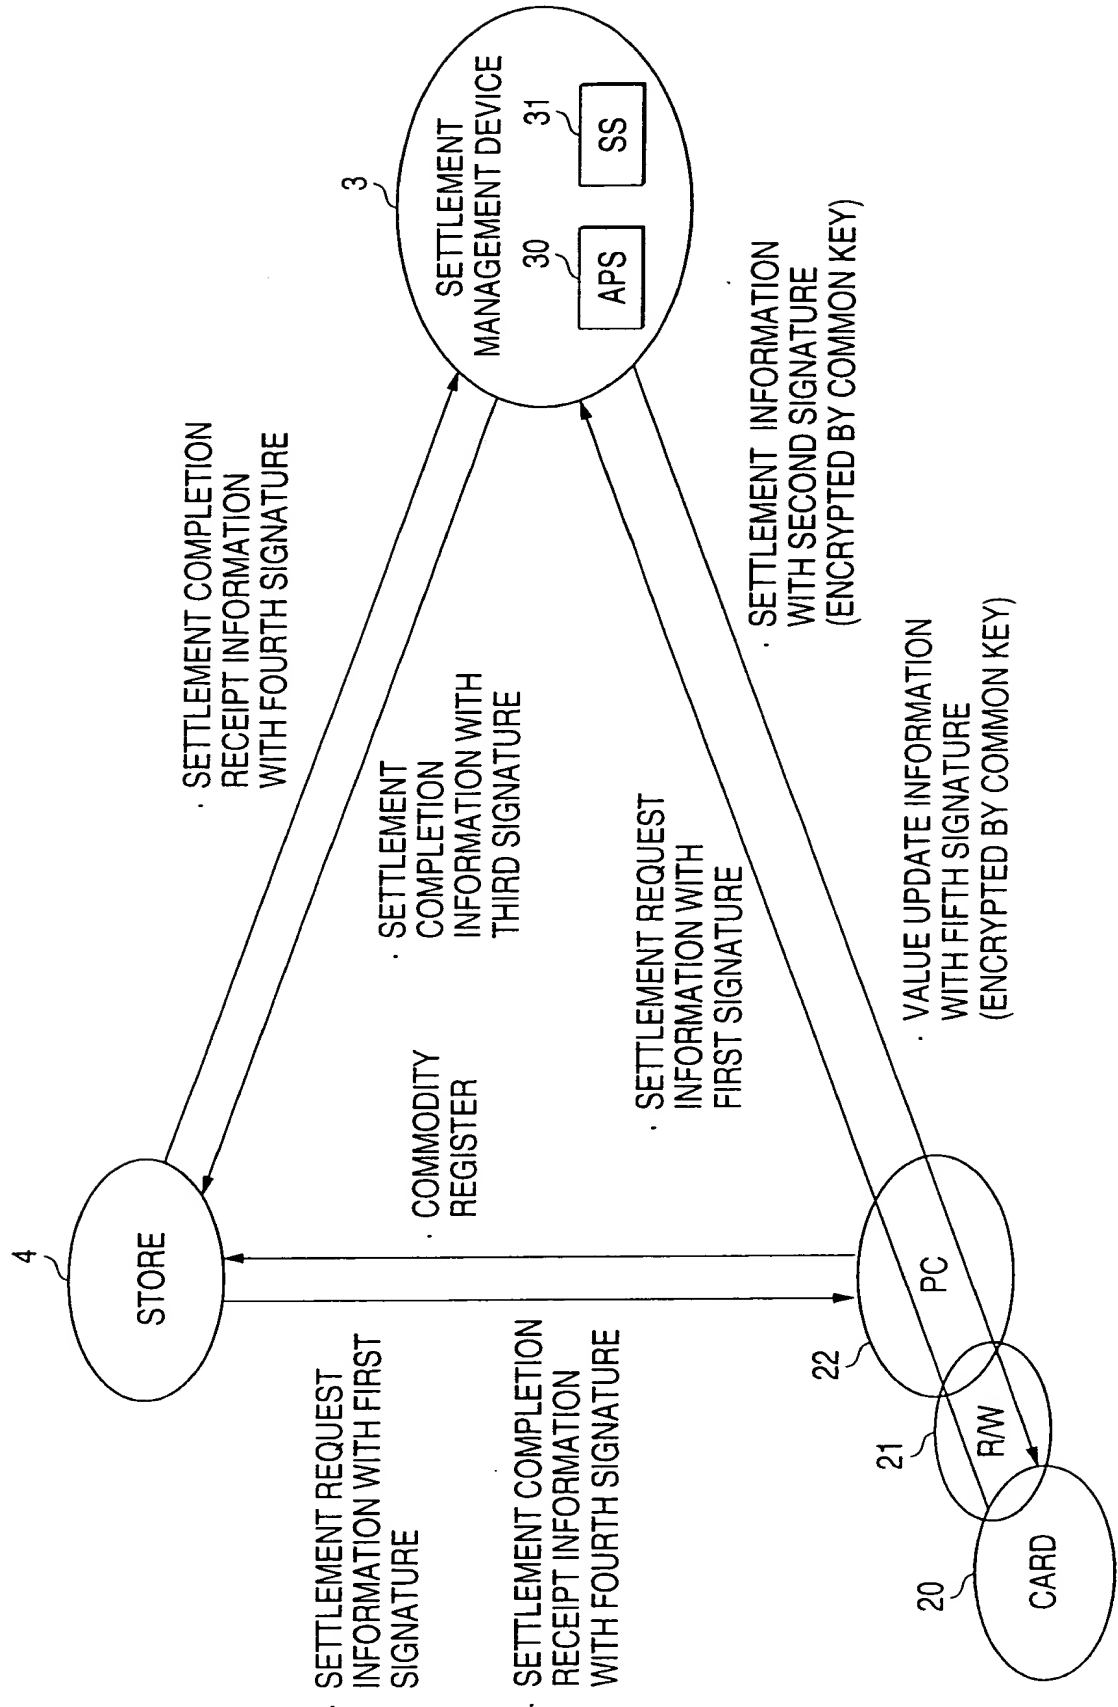 4
STORE
· SETTLEMENT COMPLETION
RECEIPT INFORMATION
WITH FOURTH SIGNATURE
3
SETTLEMENT
MANAGEMENT DEVICE
30
APS
31
SS
· SETTLEMENT REQUEST
INFORMATION WITH FIRST
SIGNATURE
· SETTLEMENT COMPLETION
RECEIPT INFORMATION
WITH FOURTH SIGNATURE
· COMMODITY
REGISTER
· SETTLEMENT
COMPLETION
INFORMATION WITH
THIRD SIGNATURE
· SETTLEMENT REQUEST
INFORMATION WITH
FIRST SIGNATURE
· SETTLEMENT INFORMATION
WITH SECOND SIGNATURE
(ENCRYPTED BY COMMON KEY)
· VALUE UPDATE INFORMATION
WITH FIFTH SIGNATURE
(ENCRYPTED BY COMMON KEY)
20
CARD
21
R/W
22
PC